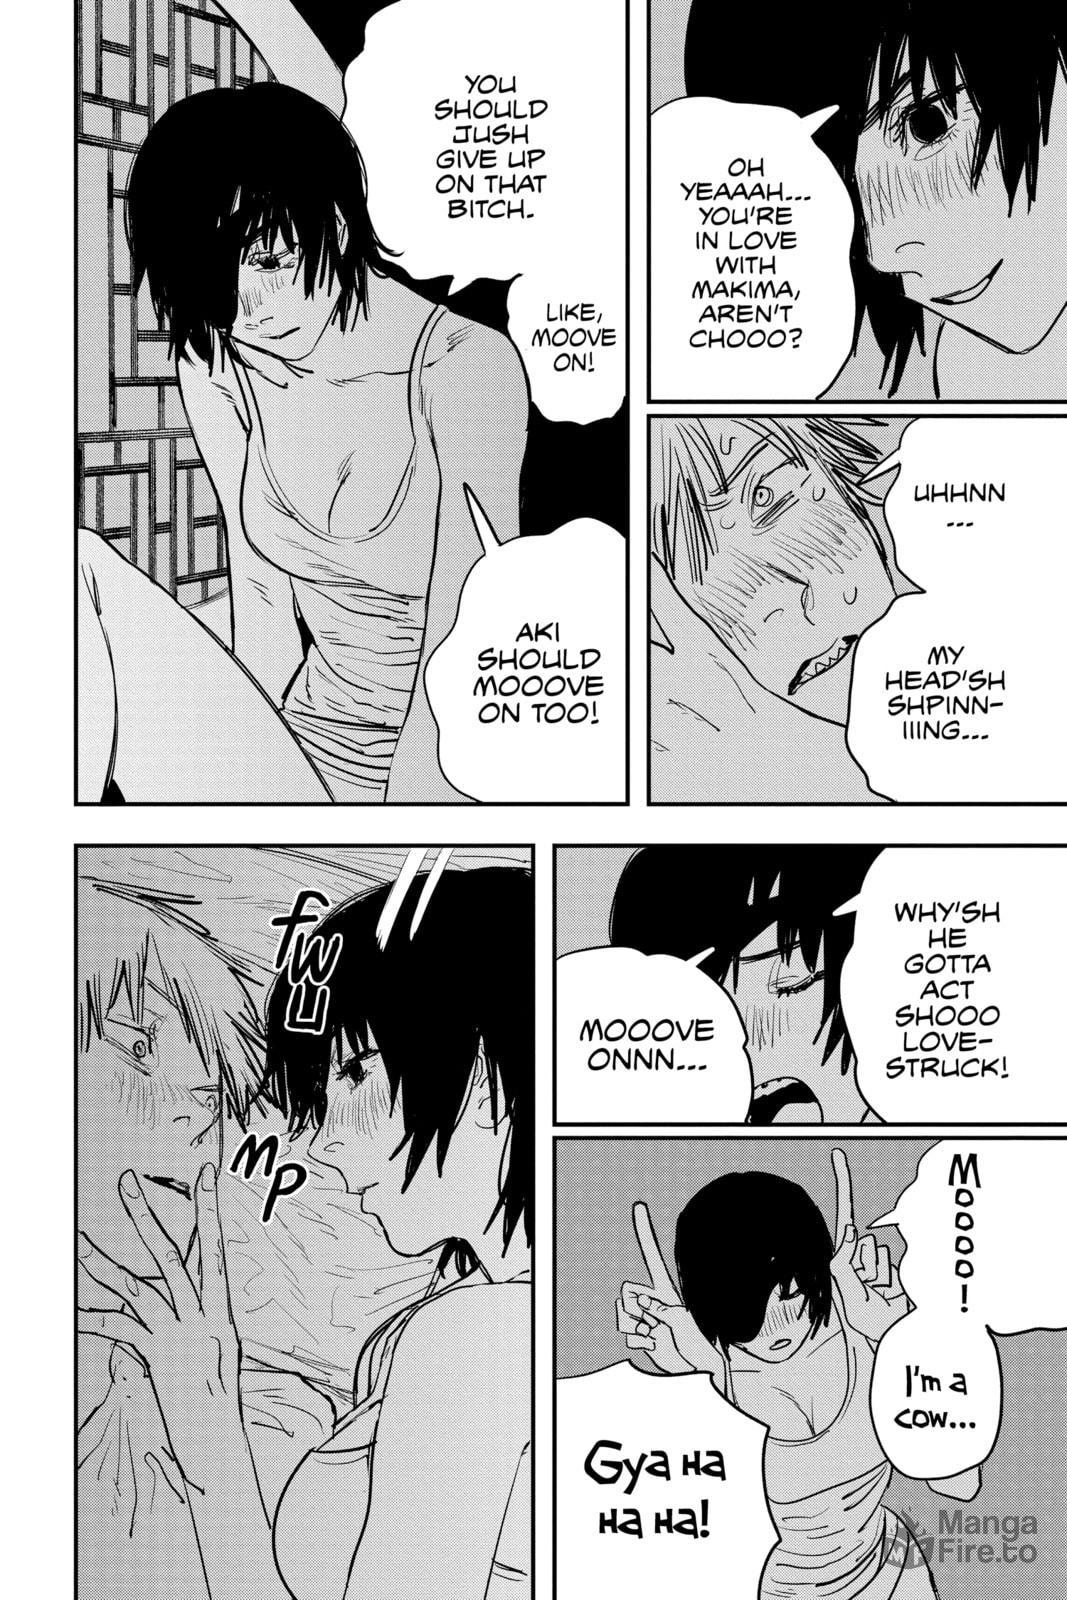 OH
YEAAAH...
YOU'RE
IN LOVE
WITH
MAKIMA,
AREN'T
CHOOO?
YOU
SHOULD
JUSH
GIVE UP
ON THAT
BITCH.
LIKE,
MOOVE
ON!
AKI
SHOULD
MOOOVE
ON TOO!
UHHNN
...
MY
HEAD'SH
SHPINN-
IIIING...
WHY'SH
HE
GOTTA
ACT
SHOOO
LOVE-
STRUCK!
MOOOVE
ONNN...
MOOOO!
I'm a
cow...
Gya ha
ha ha!
fwu
mp
Manga
Fire.to